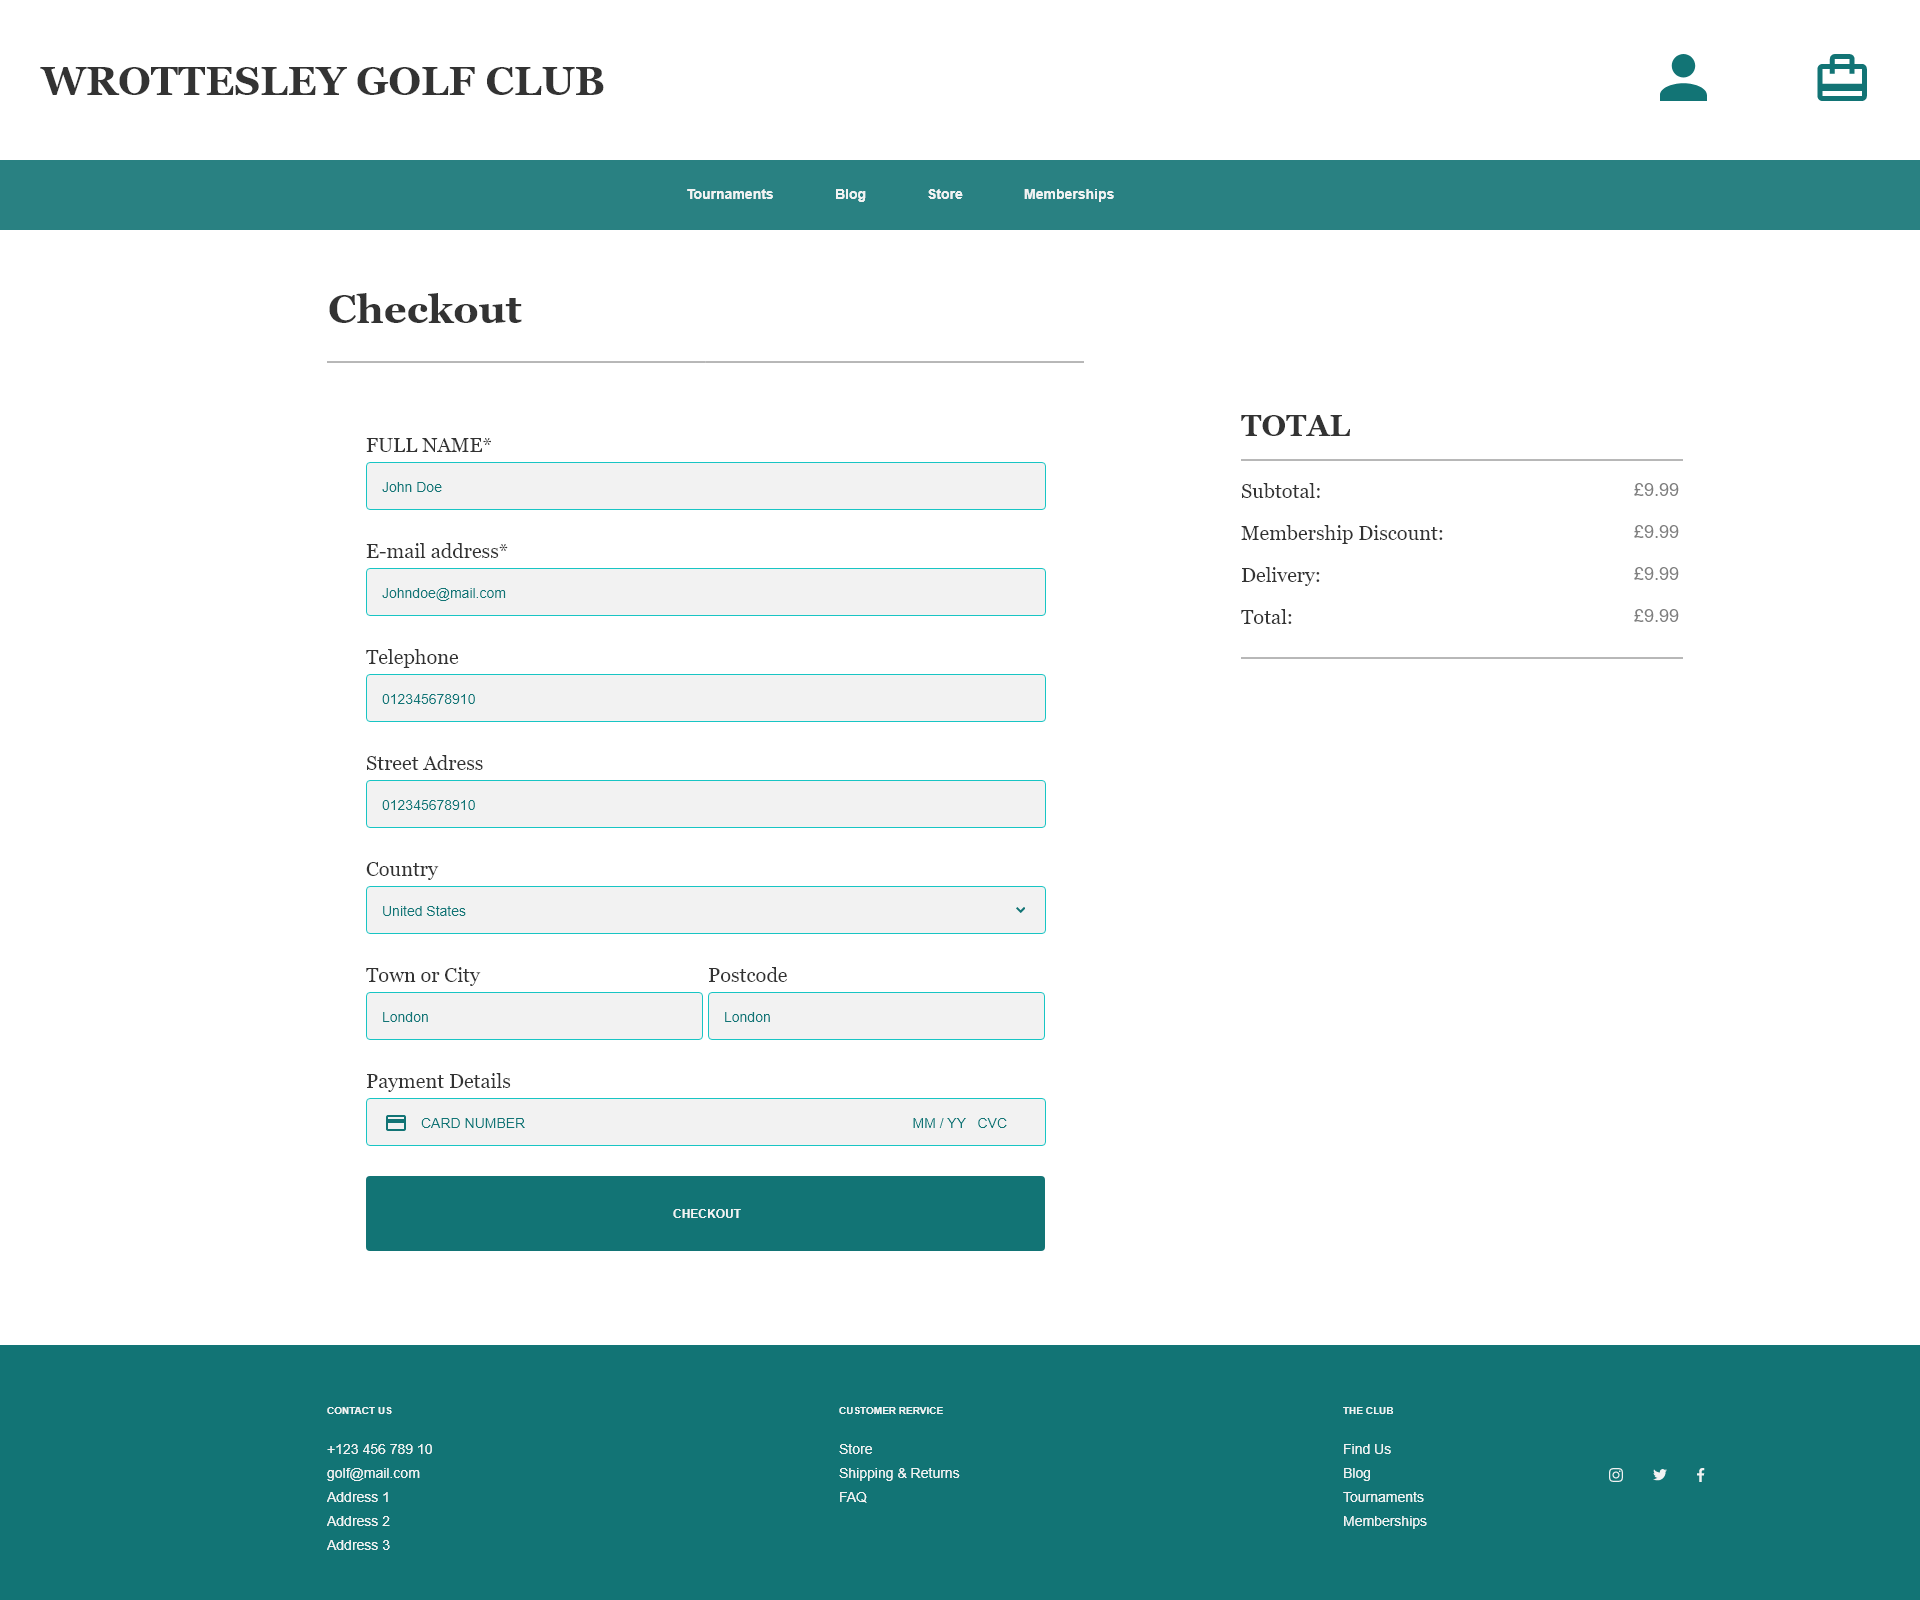 WROTTESLEY GOLF CLUB
Tournaments Blog Store Memberships
Checkout
FULL NAME*
John Doe
E-mail address*
Johndoe@mail.com
Telephone
012345678910
Street Adress
012345678910
Country
United States
Town or City Postcode
London London
Payment Details
CARD NUMBER MM / YY CVC
CHECKOUT
TOTAL
Subtotal: £9.99
Membership Discount: £9.99
Delivery: £9.99
Total: £9.99
CONTACT US
+123 456 789 10
golf@mail.com
Address 1
Address 2
Address 3
CUSTOMER RERVICE
Store
Shipping & Returns
FAQ
THE CLUB
Find Us
Blog
Tournaments
Memberships